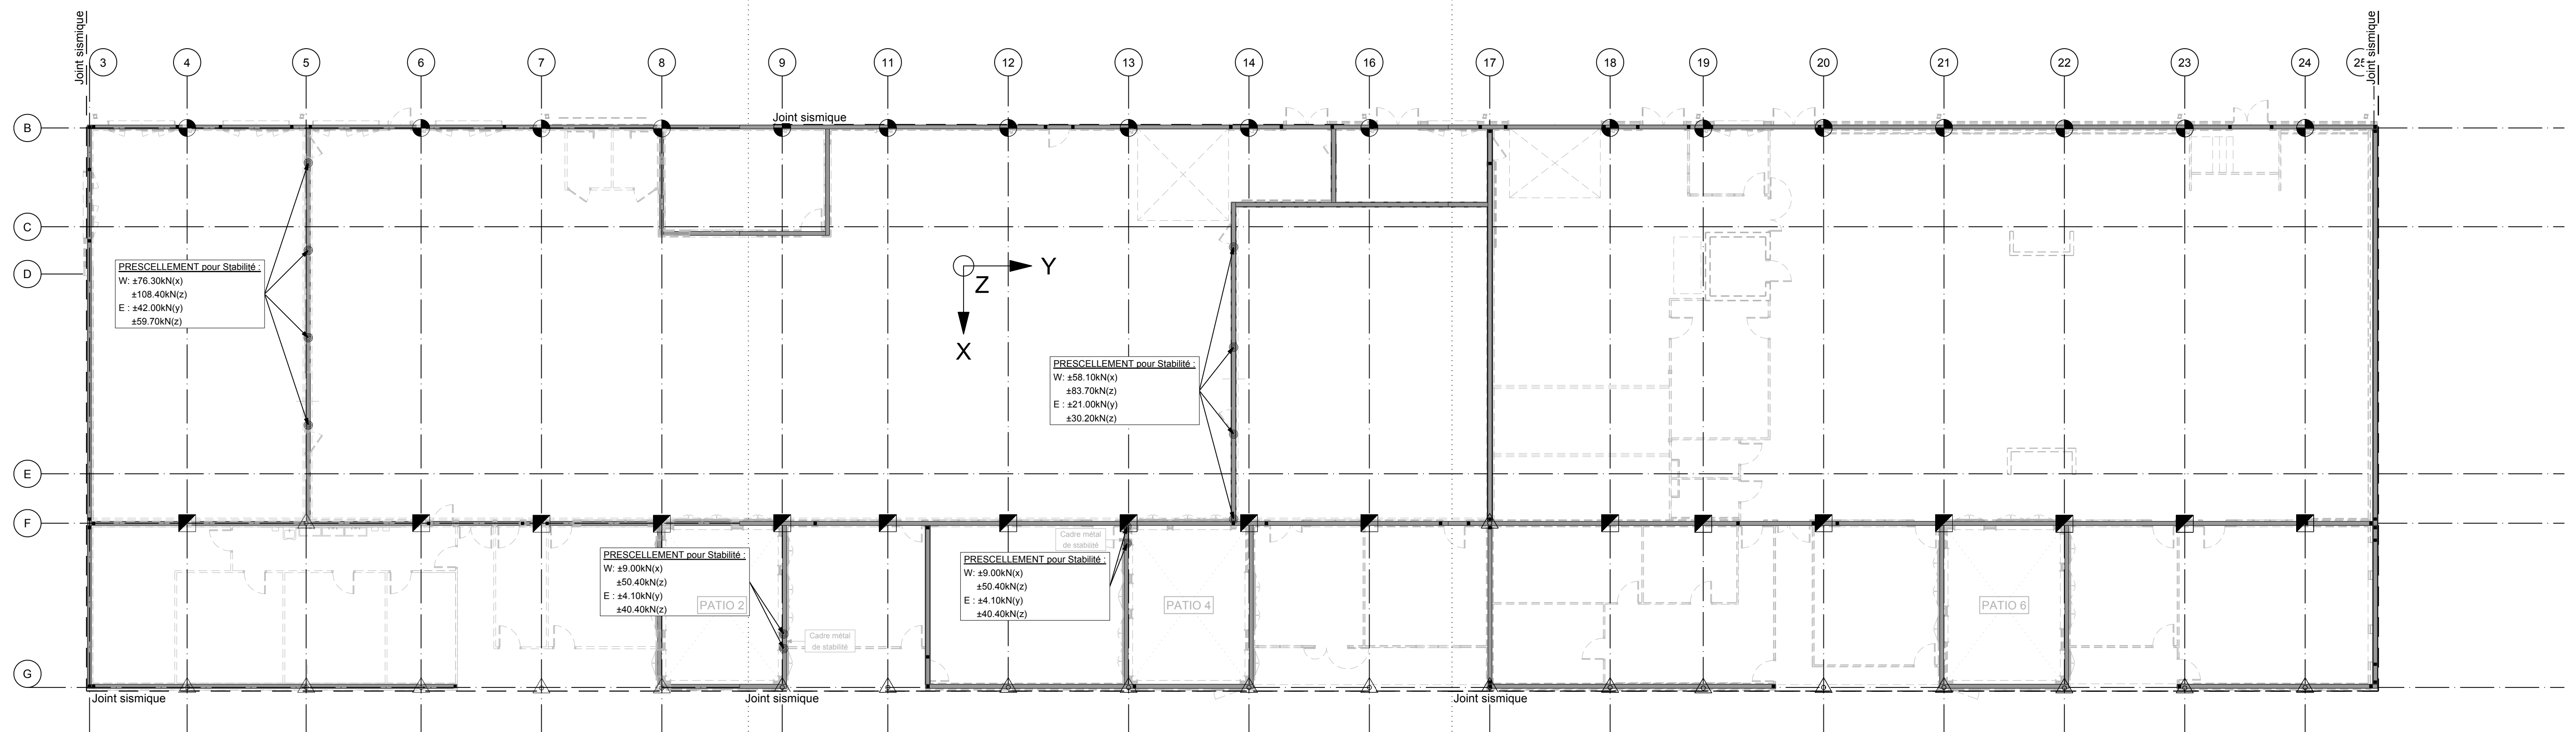 Joint sismique
Joint sismique
3
4
5
6
7
8
9
11
12
13
14
16
17
18
19
20
21
22
23
24
25
B
Joint sismique
C
D
PRESCELLEMENT pour Stabilité :
W: ±76.30kN(x)
±108.40kN(z)
E : ±42.00kN(y)
±59.70kN(z)
Y
Z
X
PRESCELLEMENT pour Stabilité :
W: ±58.10kN(x)
±83.70kN(z)
E : ±21.00kN(y)
±30.20kN(z)
E
F
PRESCELLEMENT pour Stabilité :
W: ±9.00kN(x)
±50.40kN(z)
E : ±4.10kN(y)
±40.40kN(z)
PATIO 2
Cadre métal
de stabilité
Cadre métal
de stabilité
PRESCELLEMENT pour Stabilité :
W: ±9.00kN(x)
±50.40kN(z)
E : ±4.10kN(y)
±40.40kN(z)
PATIO 4
PATIO 6
G
Joint sismique
Joint sismique
Joint sismique